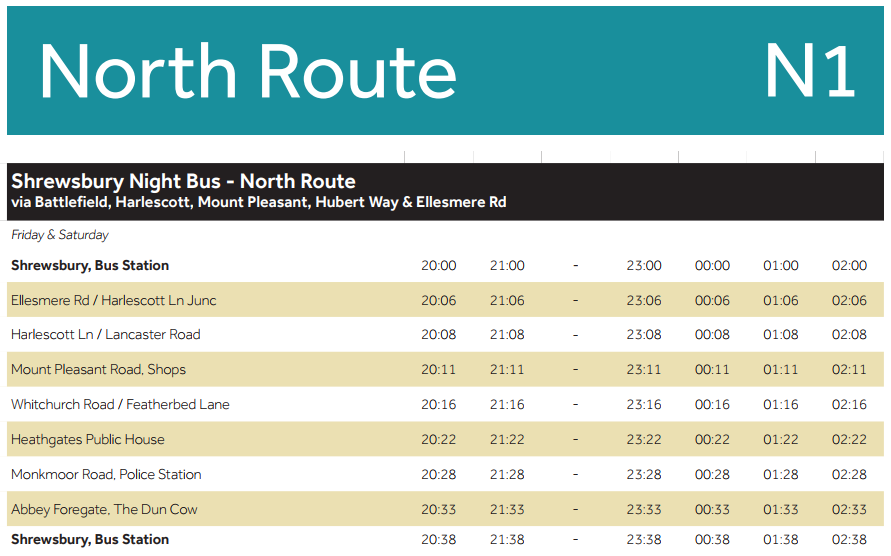 North Route N1
Shrewsbury Night Bus - North Route
via Battlefield, Harlescott, Mount Pleasant, Hubert Way & Ellesmere Rd
Friday & Saturday
Shrewsbury, Bus Station 20:00 21:00 - 23:00 00:00 01:00 02:00
Ellesmere Rd / Harlescott Ln Junc 20:06 21:06 - 23:06 00:06 01:06 02:06
Harlescott Ln / Lancaster Road 20:08 21:08 - 23:08 00:08 01:08 02:08
Mount Pleasant Road, Shops 20:11 21:11 - 23:11 00:11 01:11 02:11
Whitchurch Road / Featherbed Lane 20:16 21:16 - 23:16 00:16 01:16 02:16
Heathgates Public House 20:22 21:22 - 23:22 00:22 01:22 02:22
Monkmoor Road, Police Station 20:28 21:28 - 23:28 00:28 01:28 02:28
Abbey Foregate, The Dun Cow 20:33 21:33 - 23:33 00:33 01:33 02:33
Shrewsbury, Bus Station 20:38 21:38 - 23:38 00:38 01:38 02:38